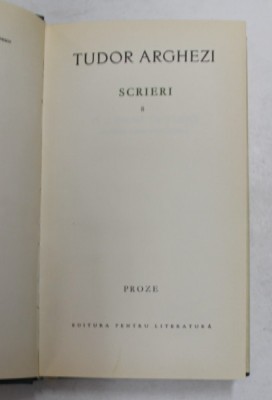 TUDOR ARGHEZI
SCRIERI
8
PROZE
EDITURA PENTRU LITERATURĂ